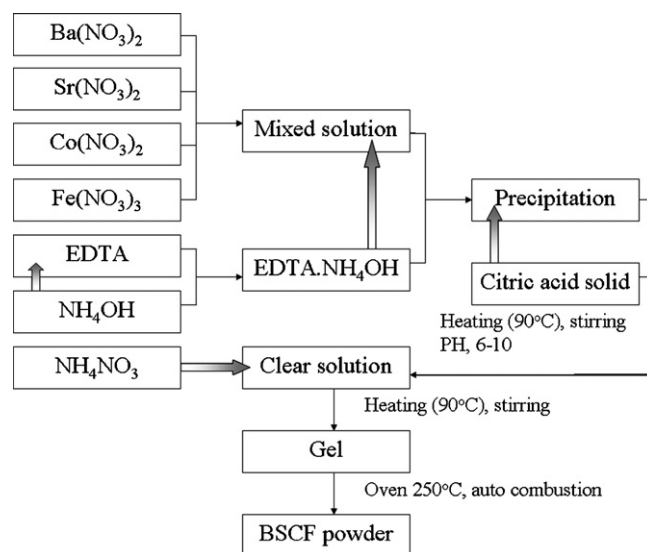 Ba(NO₃)₂
Sr(NO₃)₂
Co(NO₃)₂
Fe(NO₃)₃
Mixed solution
Precipitation
EDTA
NH₄OH
EDTA.NH₄OH
Citric acid solid
Heating (90°C), stirring
PH, 6-10
NH₄NO₃
Clear solution
Heating (90°C), stirring
Gel
Oven 250°C, auto combustion
BSCF powder